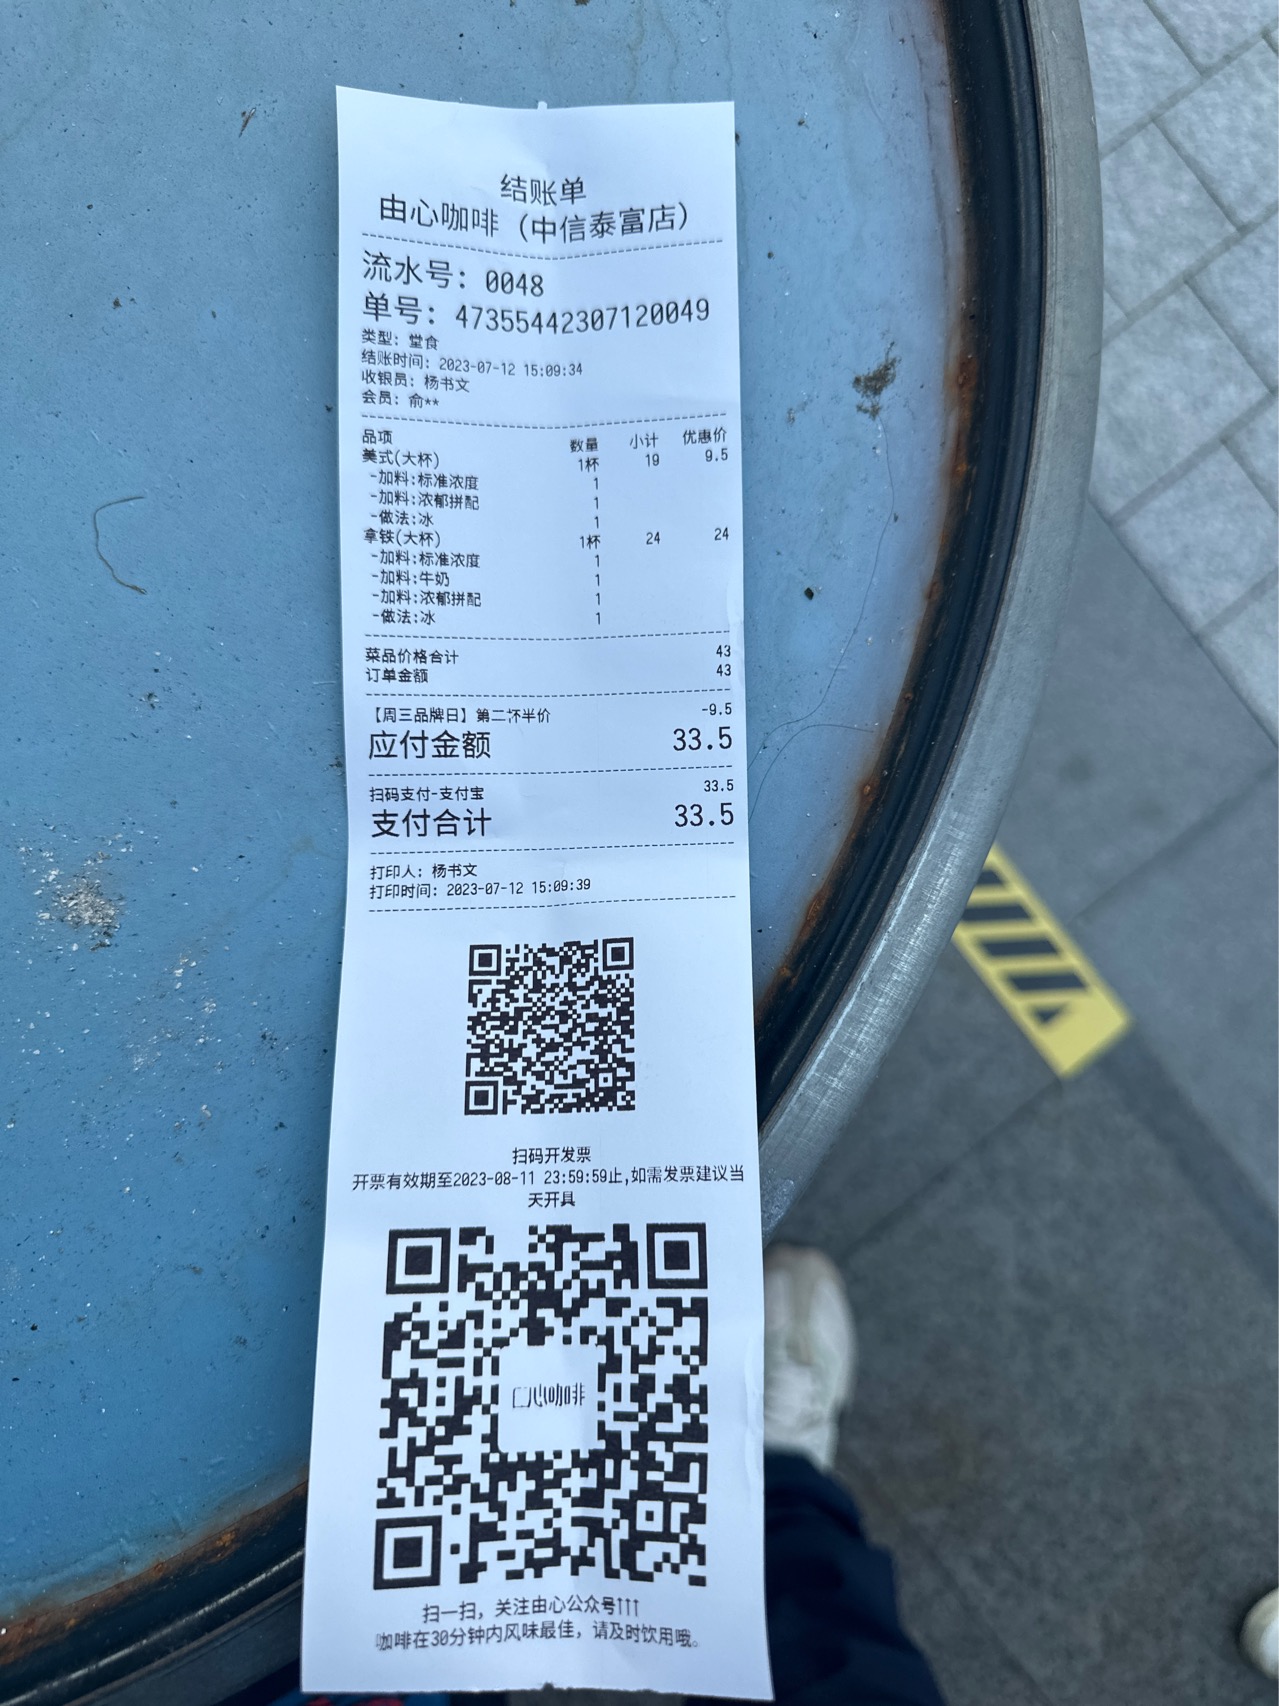 结账单
由心咖啡（中信泰富店）
流水号：0048
单号：47355442307120049
类型：堂食
结账时间：2023-07-12 15:09:34
收银员：杨书文
会员：俞**
品项 数量 小计 优惠价
美式(大杯) 1杯 19 9.5
-加料:标准浓度 1
-加料:浓郁拼配 1
-做法:冰 1
拿铁(大杯) 1杯 24 24
-加料:标准浓度 1
-加料:牛奶 1
-加料:浓郁拼配 1
-做法:冰 1
菜品价格合计 43
订单金额 43
【周三品牌日】第二杯半价 -9.5
应付金额 33.5
扫码支付-支付宝 33.5
支付合计 33.5
打印人：杨书文
打印时间：2023-07-12 15:09:39
扫码开发票
开票有效期至2023-08-11 23:59:59止,如需发票建议当
天开具
心咖啡
扫一扫，关注由心公众号↑↑↑
咖啡在30分钟内风味最佳，请及时饮用哦。